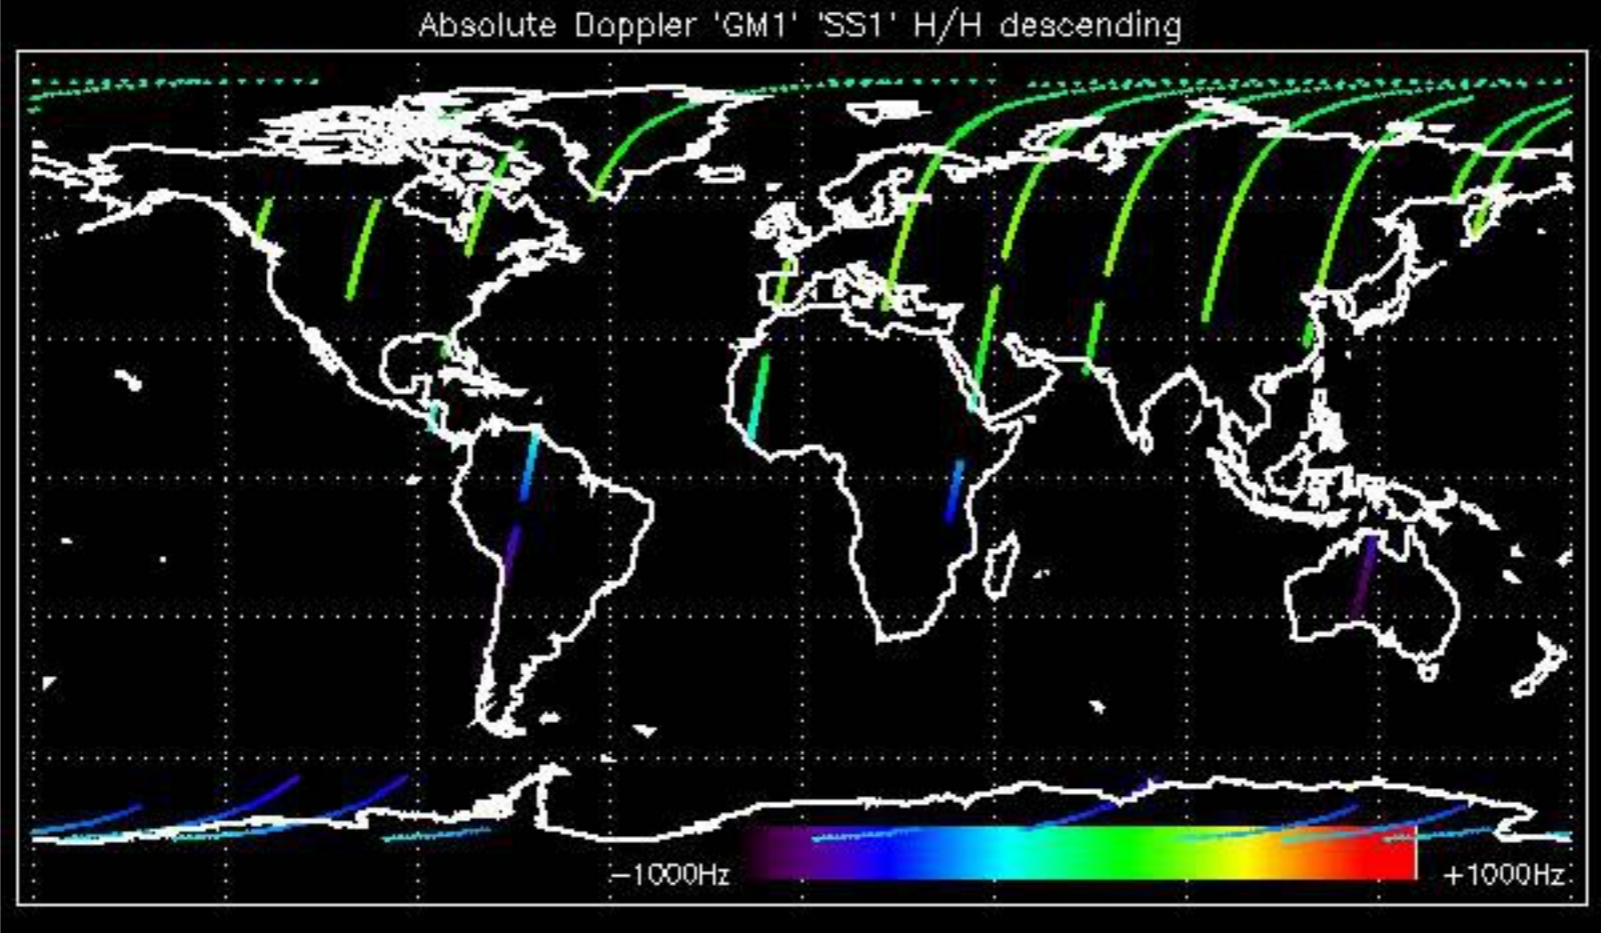 Absolute Doppler 'GM1' 'SS1' H/H descending
−1000Hz
+1000Hz